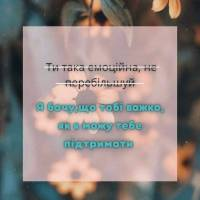 Ти така емоційна, не
перебільшуй
Я бачу,що тобі важко,
як я можу тебе
підтримати